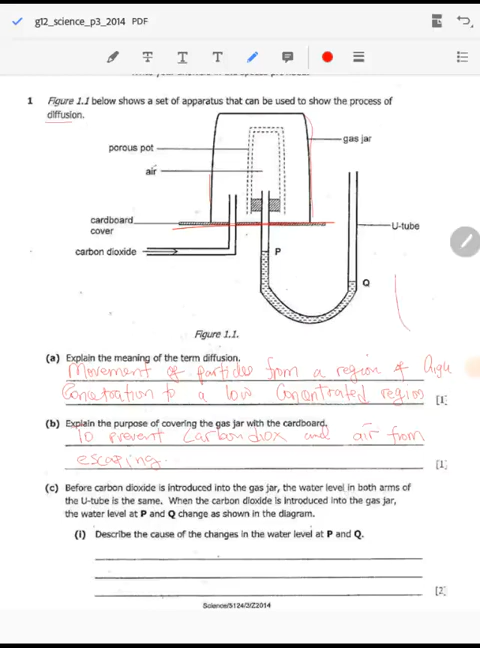 g12_science_p3_2014 PDF
1 Figure 1.1 below shows a set of apparatus that can be used to show the process of
diffusion.
porous pot
gas jar
air
cardboard
cover
U-tube
carbon dioxide
P
Q
Figure 1.1.
(a) Explain the meaning of the term diffusion.
Movement of particles from a region of high
Concetration to a low Concentrated region
[1]
(b) Explain the purpose of covering the gas jar with the cardboard.
To prevent Carbondiox and air from
escaping.
[1]
(c) Before carbon dioxide is introduced into the gas jar, the water level in both arms of
the U-tube is the same. When the carbon dioxide is introduced into the gas jar,
the water level at P and Q change as shown in the diagram.
(i) Describe the cause of the changes in the water level at P and Q.
[2]
Science/5124/3/Z2014